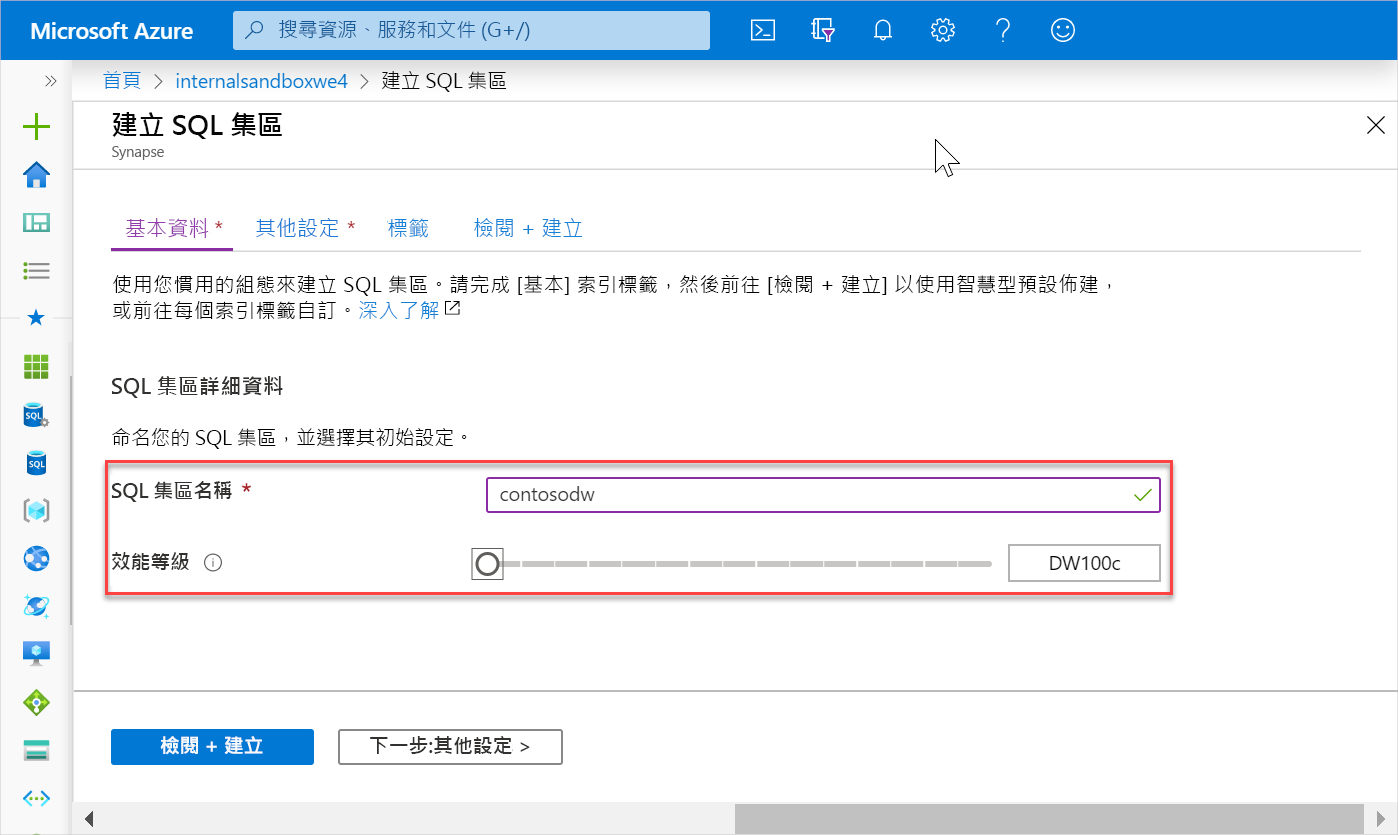 Microsoft Azure
搜尋資源、服務和文件 (G+/)
首頁 > internalsandboxwe4 > 建立 SQL 集區
建立 SQL 集區
Synapse
基本資料 * 其他設定 * 標籤 檢閱 + 建立
使用您慣用的組態來建立 SQL 集區。請完成 [基本] 索引標籤，然後前往 [檢閱 + 建立] 以使用智慧型預設佈建，
或前往每個索引標籤自訂。深入了解
SQL 集區詳細資料
命名您的 SQL 集區，並選擇其初始設定。
SQL 集區名稱 *
contosodw
效能等級
DW100c
檢閱 + 建立
下一步:其他設定 >
SQL
SQL